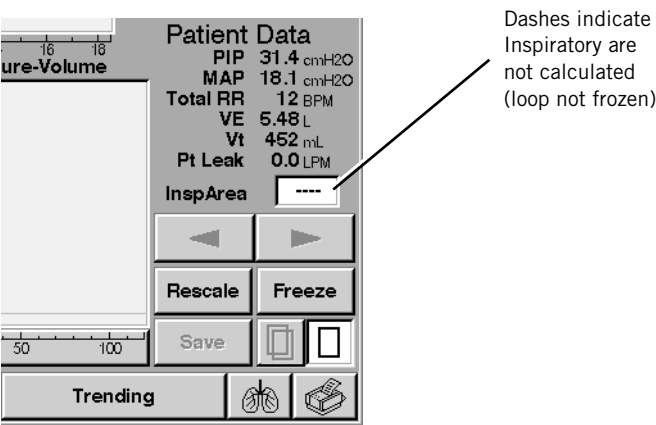 16 18
ure-Volume
50 100
Patient Data
PIP 31.4 cmH2O
MAP 18.1 cmH2O
Total RR 12 BPM
VE 5.48 L
Vt 452 mL
Pt Leak 0.0 LPM
InspArea ----
Rescale Freeze
Save
Trending
Dashes indicate
Inspiratory are
not calculated
(loop not frozen)